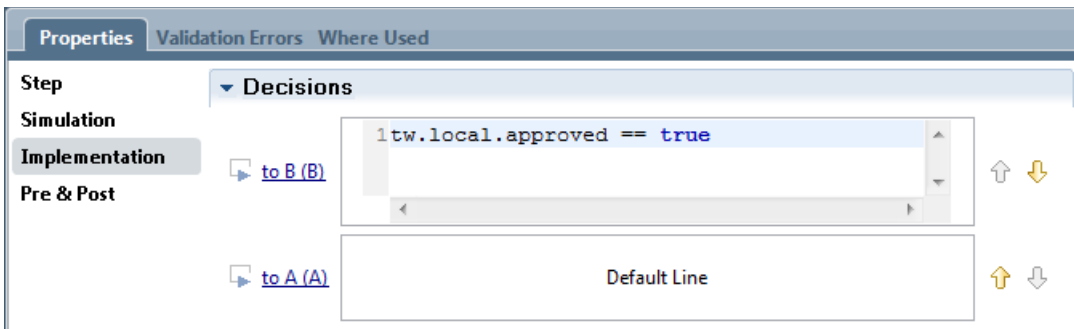 Properties Validation Errors Where Used
Step
Simulation
Implementation
Pre & Post
Decisions
to B (B)
1 tw.local.approved == true
to A (A)
Default Line